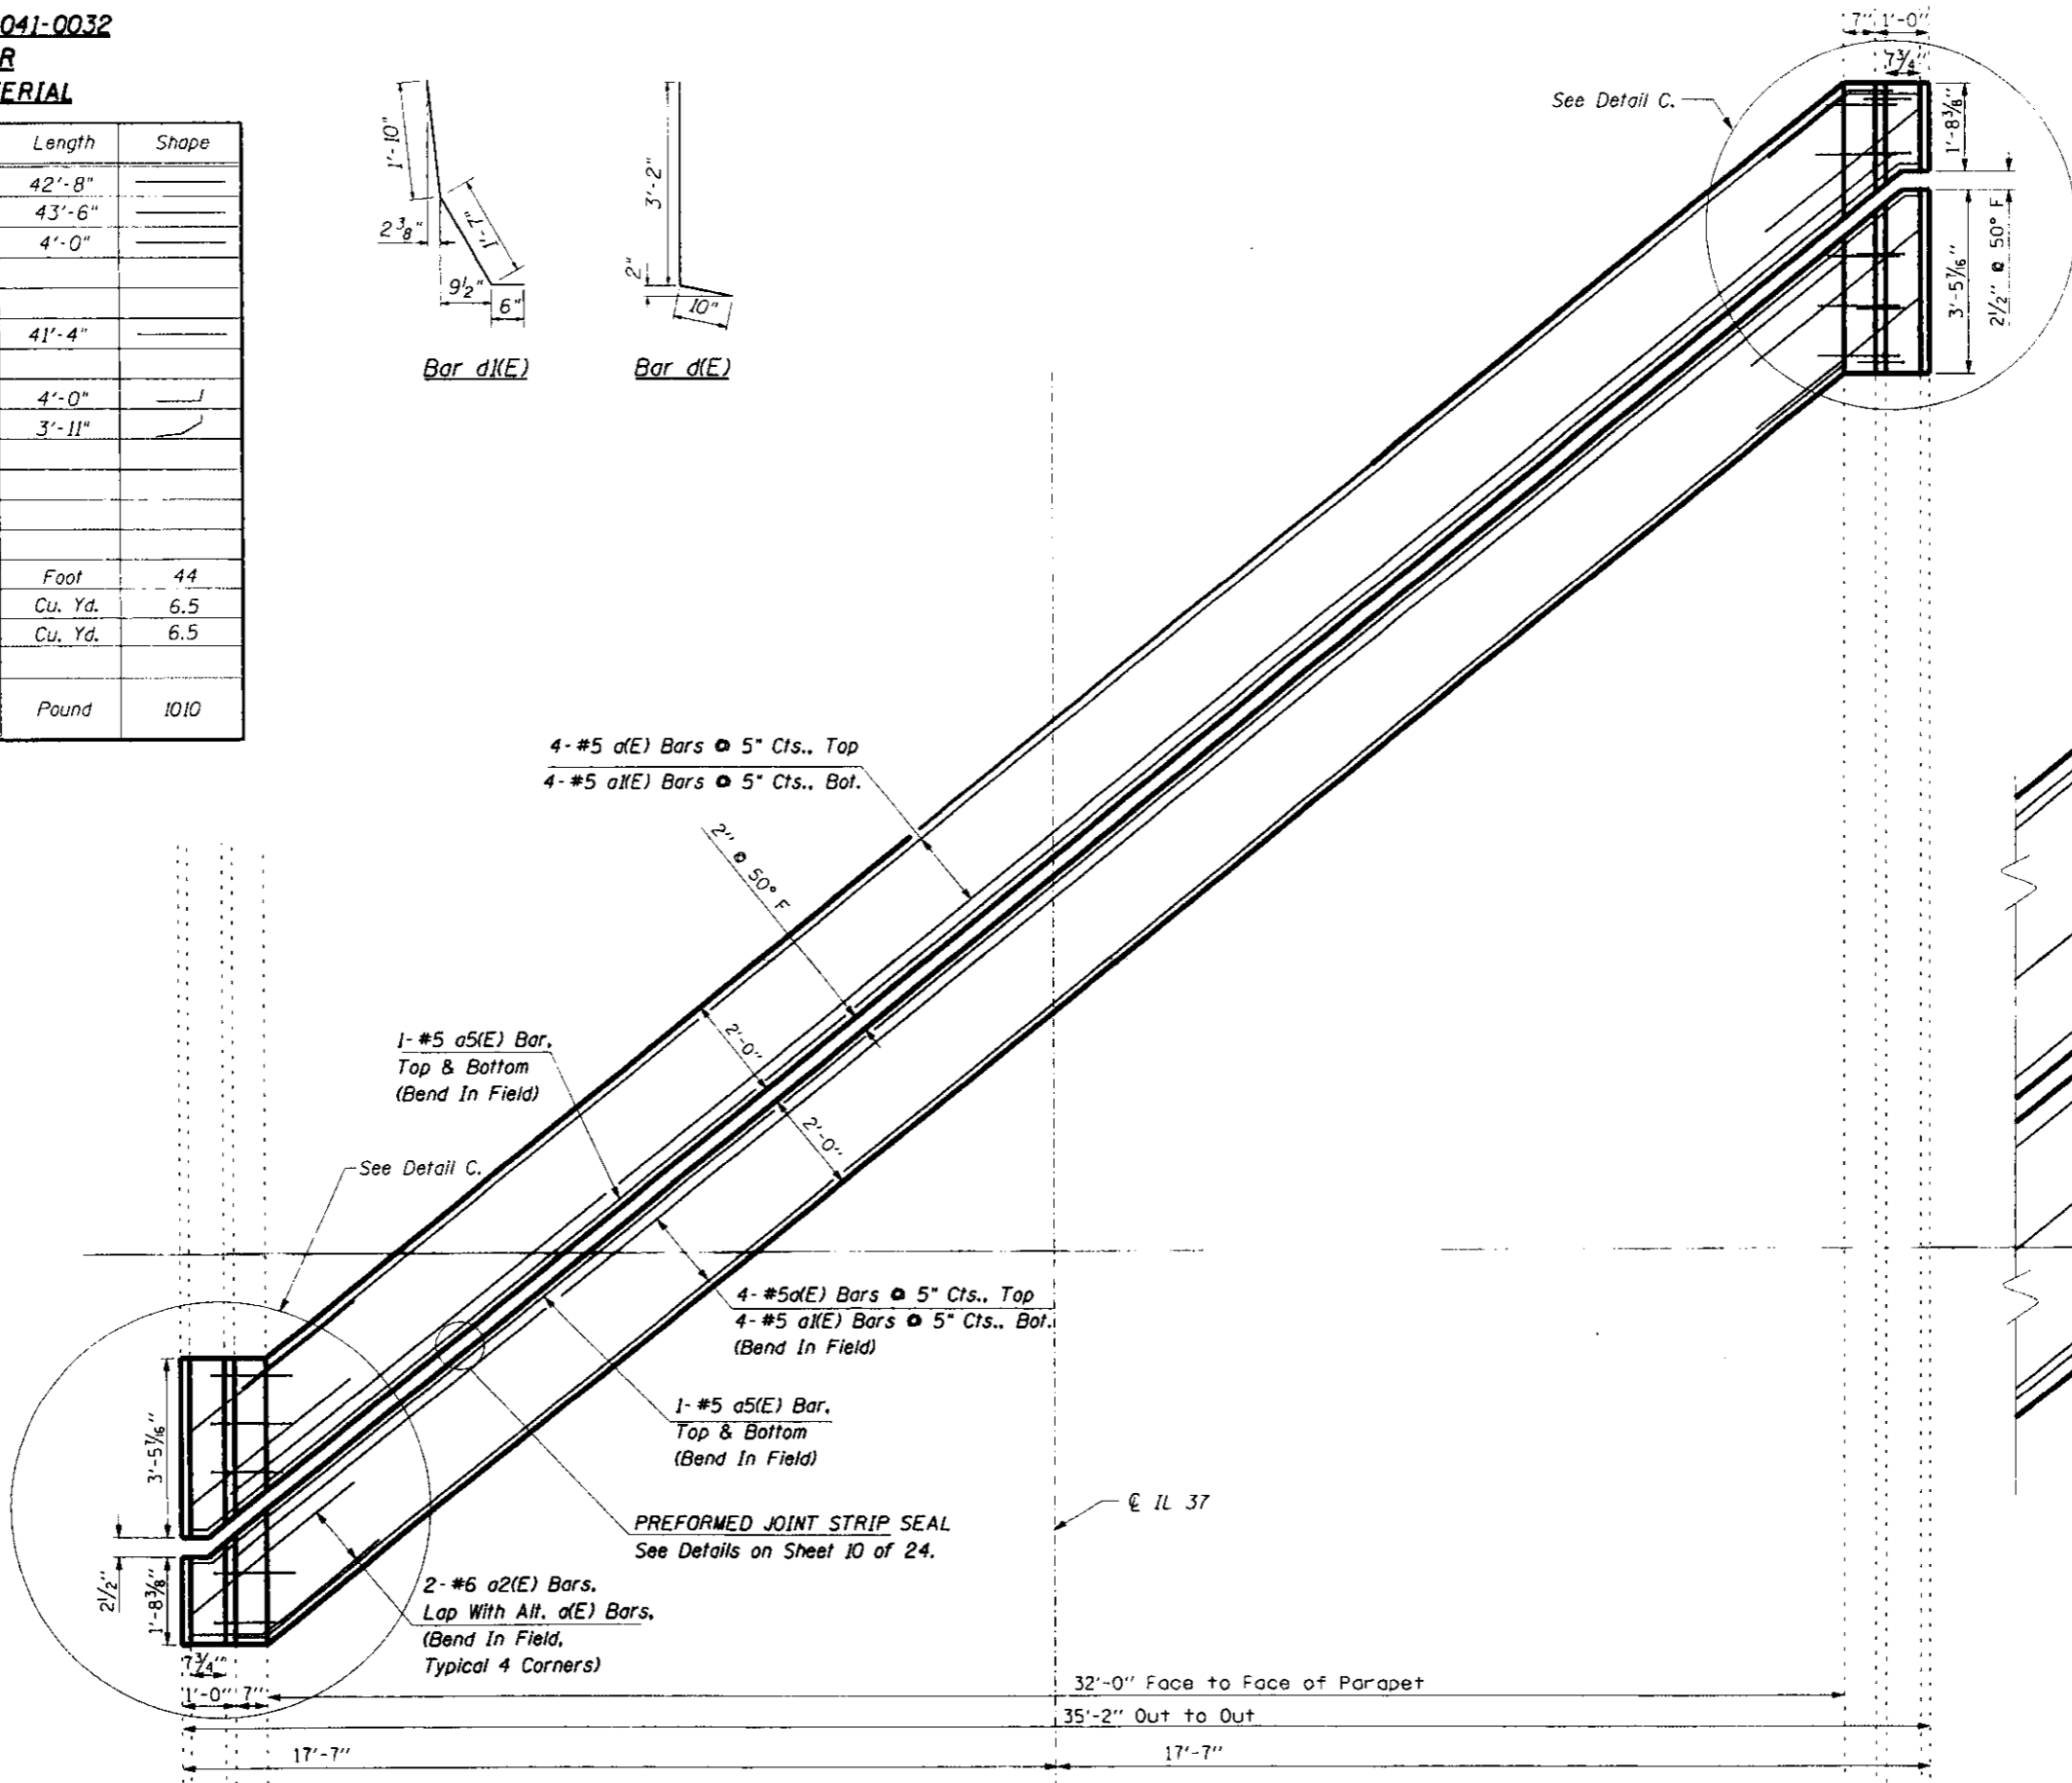 041-0032
R
ERIAL
Length Shape
42'-8"
43'-6"
4'-0"
41'-4"
4'-0"
3'-11"
Foot 44
Cu. Yd. 6.5
Cu. Yd. 6.5
Pound 1010
1'-10"
2 3/8"
1'-7"
9 1/2"
6"
Bar d1(E)
3'-2"
2"
10"
Bar d(E)
See Detail C.
7" 1'-0"
7 3/4"
1'-8 3/8"
3'-5 7/16"
2 1/2" @ 50° F
4-#5 a(E) Bars @ 5" Cts., Top
4-#5 a1(E) Bars @ 5" Cts., Bot.
2" @ 50° F
2'-0"
2'-0"
1-#5 a5(E) Bar,
Top & Bottom
(Bend In Field)
See Detail C.
4-#5a(E) Bars @ 5" Cts., Top
4-#5 a1(E) Bars @ 5" Cts., Bot.
(Bend In Field)
1-#5 a5(E) Bar,
Top & Bottom
(Bend In Field)
PREFORMED JOINT STRIP SEAL
See Details on Sheet 10 of 24.
℄ IL 37
2-#6 a2(E) Bars.
Lap With Alt. a(E) Bars,
(Bend In Field,
Typical 4 Corners)
3'-5 7/16"
2 1/2"
1'-8 3/8"
7 3/4"
1'-0" 7"
32'-0" Face to Face of Parapet
35'-2" Out to Out
17'-7" 17'-7"